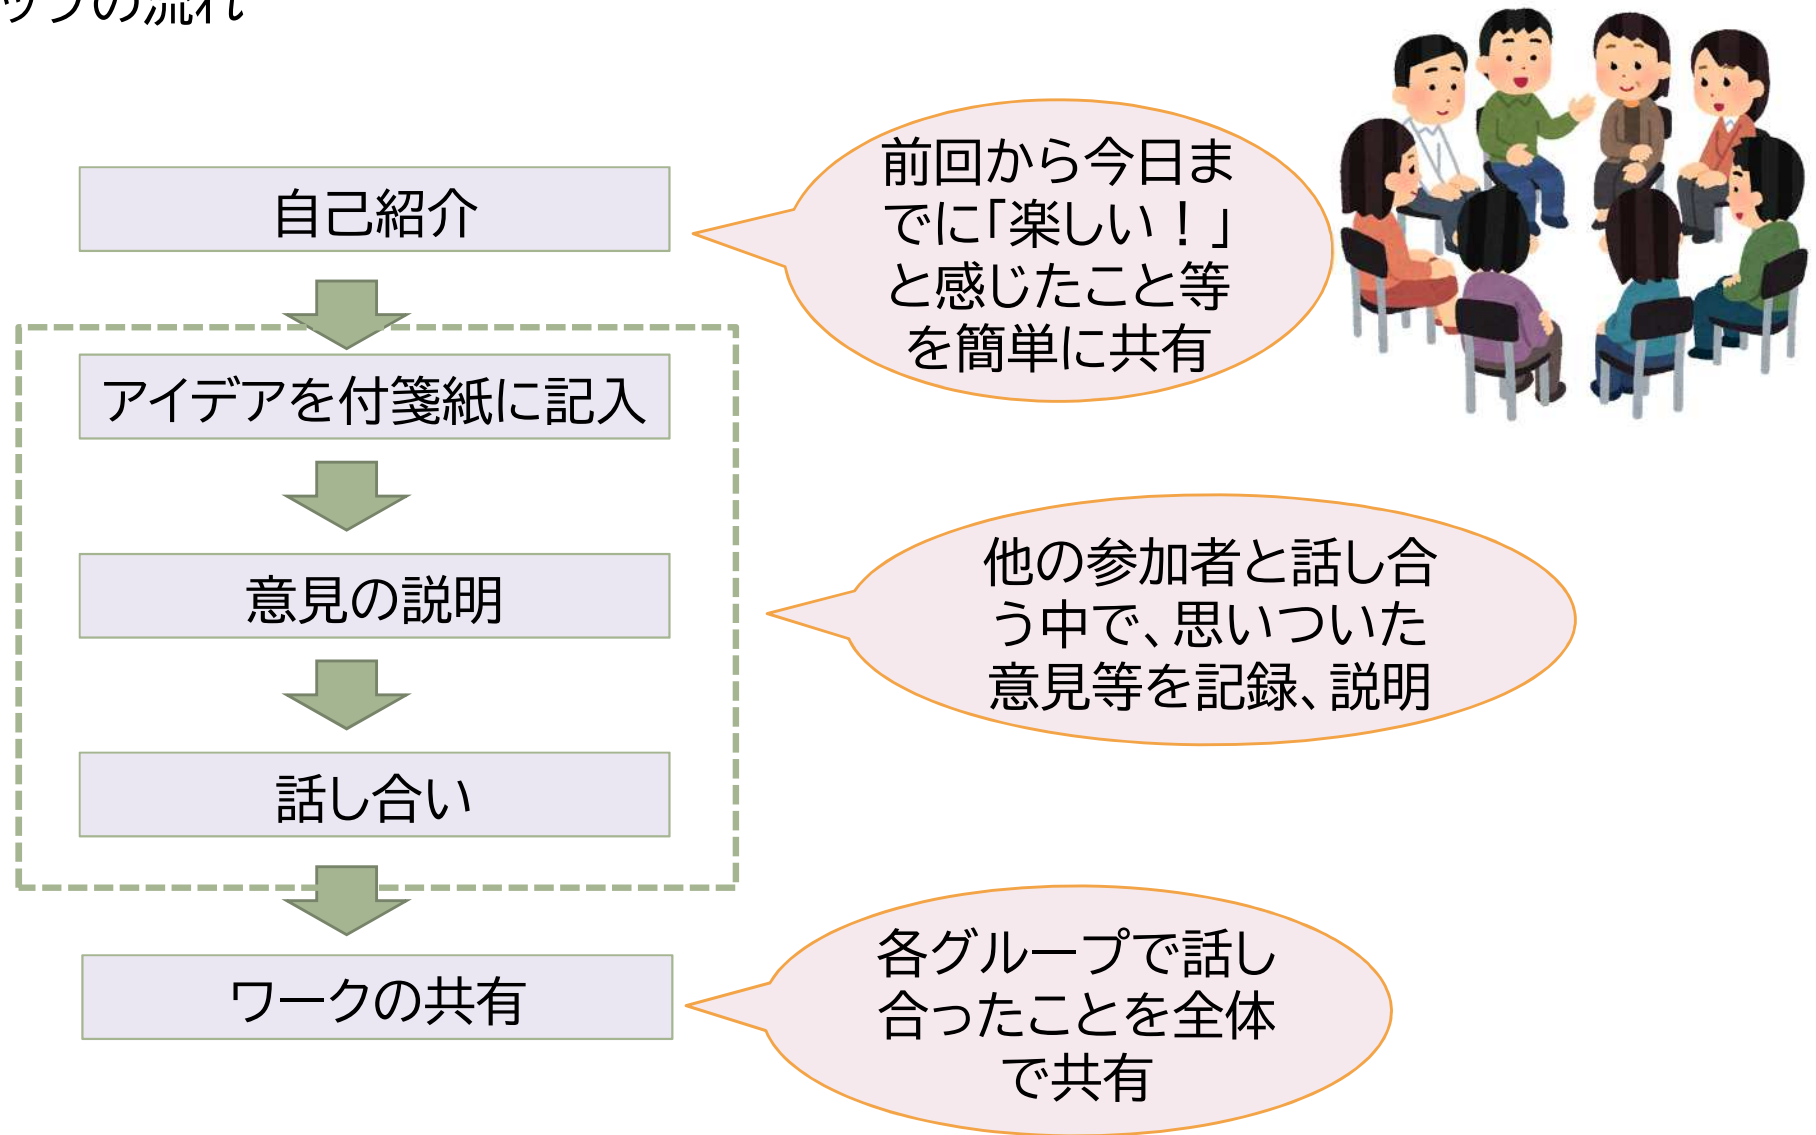 ップの流れ
自己紹介
前回から今日ま
でに「楽しい！」
と感じたこと等
を簡単に共有
アイデアを付箋紙に記入
意見の説明
他の参加者と話し合
う中で、思いついた
意見等を記録、説明
話し合い
ワークの共有
各グループで話し
合ったことを全体
で共有